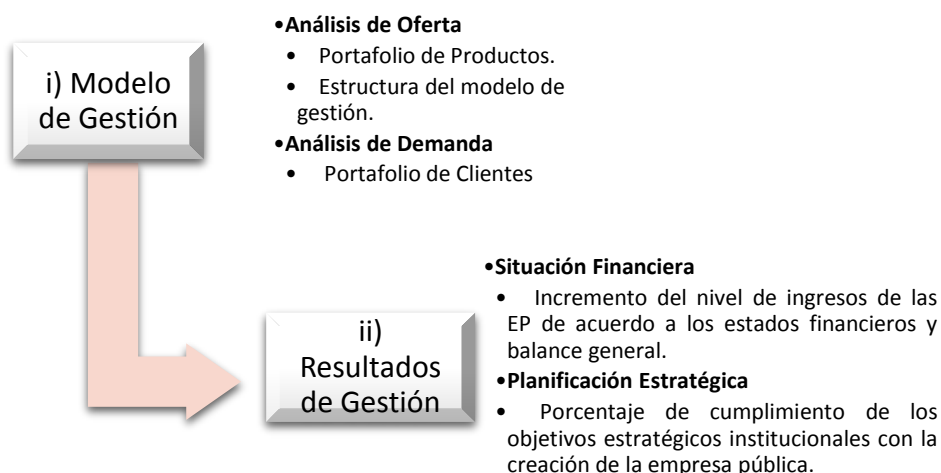 i) Modelo
de Gestión
•Análisis de Oferta
• Portafolio de Productos.
• Estructura del modelo de
gestión.
•Análisis de Demanda
• Portafolio de Clientes
ii)
Resultados
de Gestión
•Situación Financiera
• Incremento del nivel de ingresos de las
EP de acuerdo a los estados financieros y
balance general.
•Planificación Estratégica
• Porcentaje de cumplimiento de los
objetivos estratégicos institucionales con la
creación de la empresa pública.